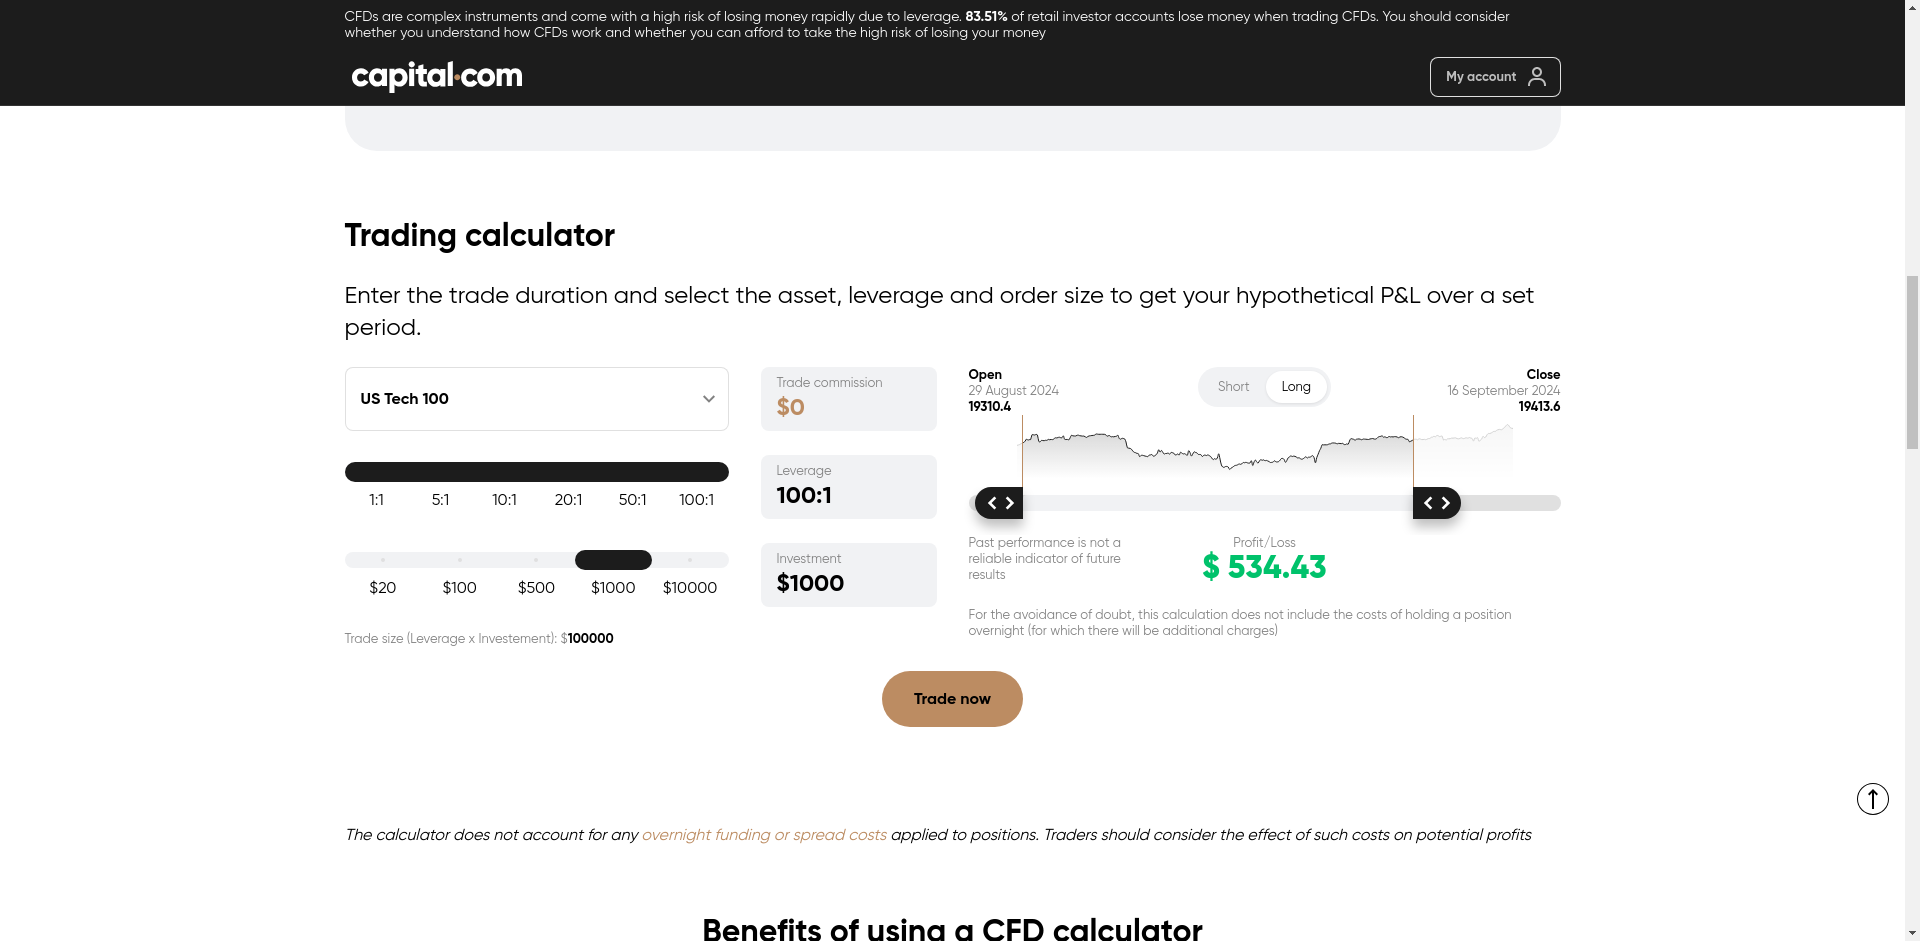 CFDs are complex instruments and come with a high risk of losing money rapidly due to leverage. 83.51% of retail investor accounts lose money when trading CFDs. You should consider
whether you understand how CFDs work and whether you can afford to take the high risk of losing your money
capital.com
My account
Trading calculator
Enter the trade duration and select the asset, leverage and order size to get your hypothetical P&L over a set
period.
US Tech 100
1:1 5:1 10:1 20:1 50:1 100:1
$20 $100 $500 $1000 $10000
Trade size (Leverage x Investement): $100000
Trade commission
$0
Leverage
100:1
Investment
$1000
Open
29 August 2024
19310.4
Short Long
Close
16 September 2024
19413.6
Past performance is not a
reliable indicator of future
results
Profit/Loss
$ 534.43
For the avoidance of doubt, this calculation does not include the costs of holding a position
overnight (for which there will be additional charges)
Trade now
The calculator does not account for any overnight funding or spread costs applied to positions. Traders should consider the effect of such costs on potential profits
Benefits of using a CFD calculator